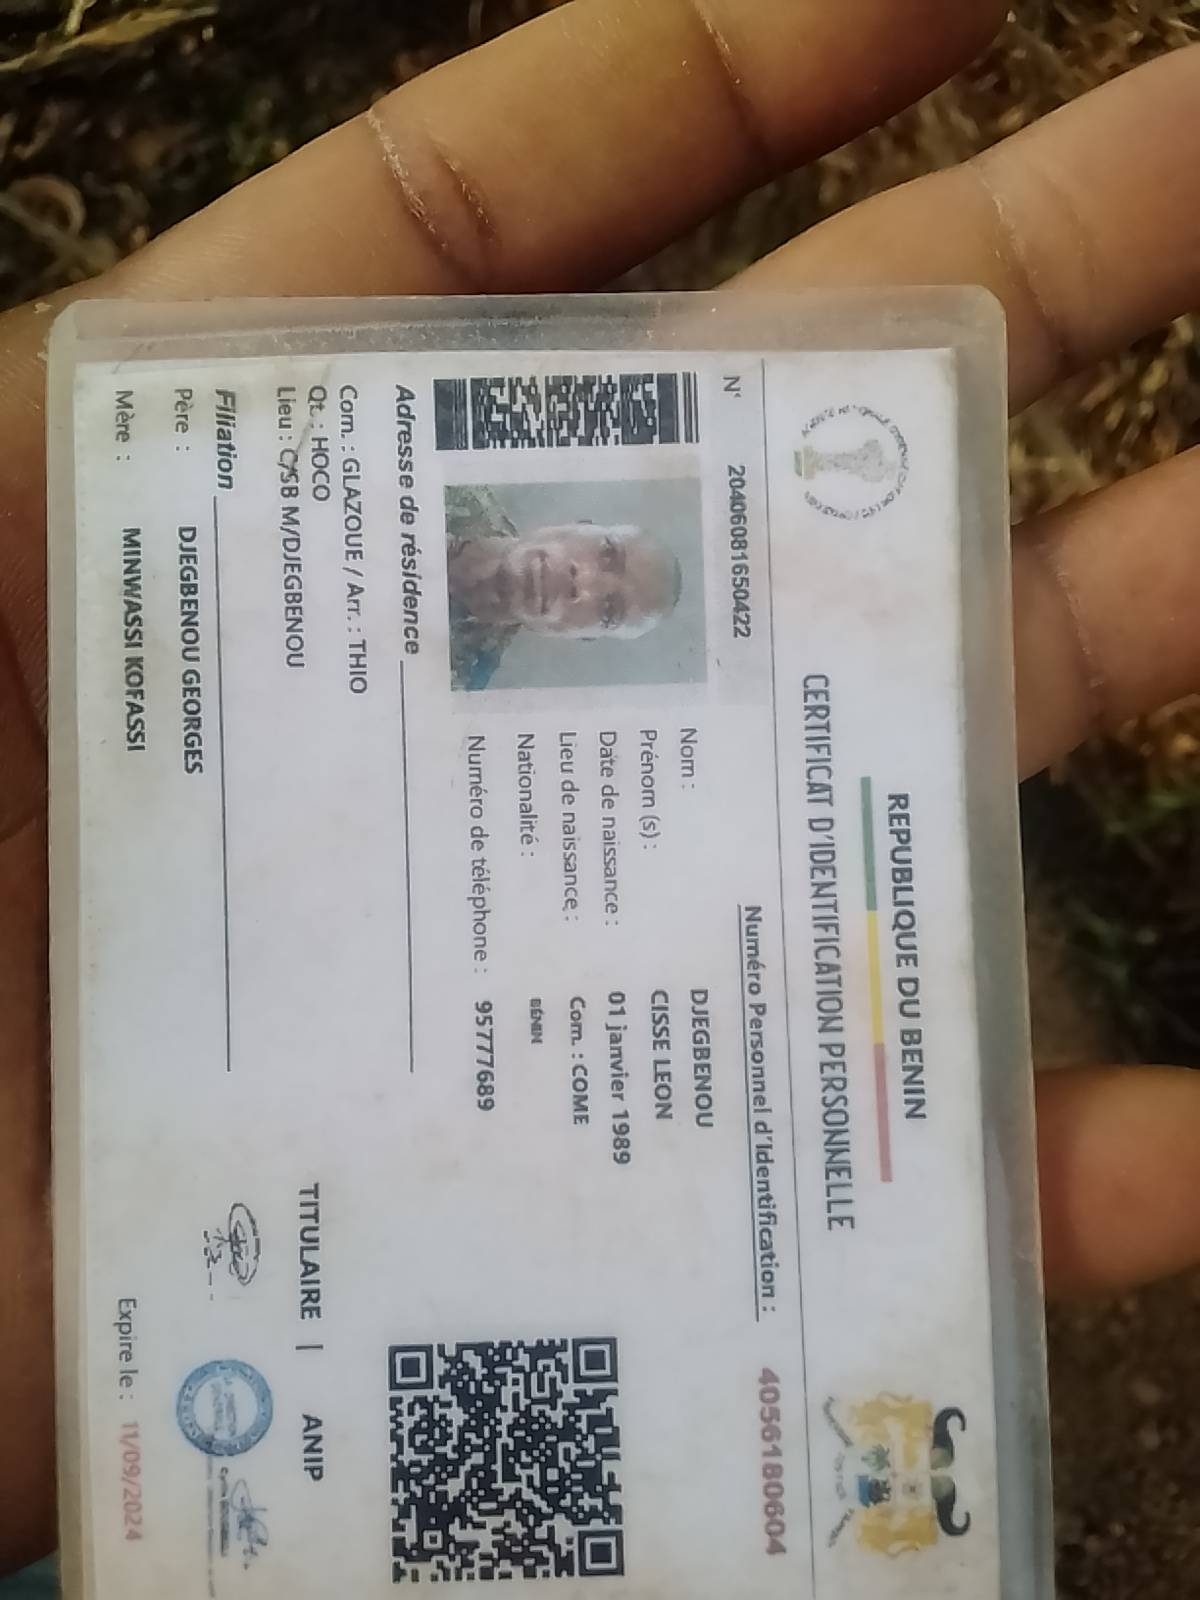 REPUBLIQUE DU BENIN
CERTIFICAT D'IDENTIFICATION PERSONNELLE
N° 20406081650422
Numéro Personnel d'Identification : 4056180604
Nom : DJEGBENOU
Prénom (s) : CISSE LEON
Date de naissance : 01 janvier 1989
Lieu de naissance : Com. : COME
Nationalité : BÉNIN
Numéro de téléphone : 95777689
Adresse de résidence
Com. : GLAZOUE / Arr. : THIO
Qt. : HOCO
Lieu : C/SB M/DJEGBENOU
TITULAIRE | ANIP
Filiation
Père : DJEGBENOU GEORGES
Mère : MINWASSI KOFASSI
Expire le : 11/09/2024